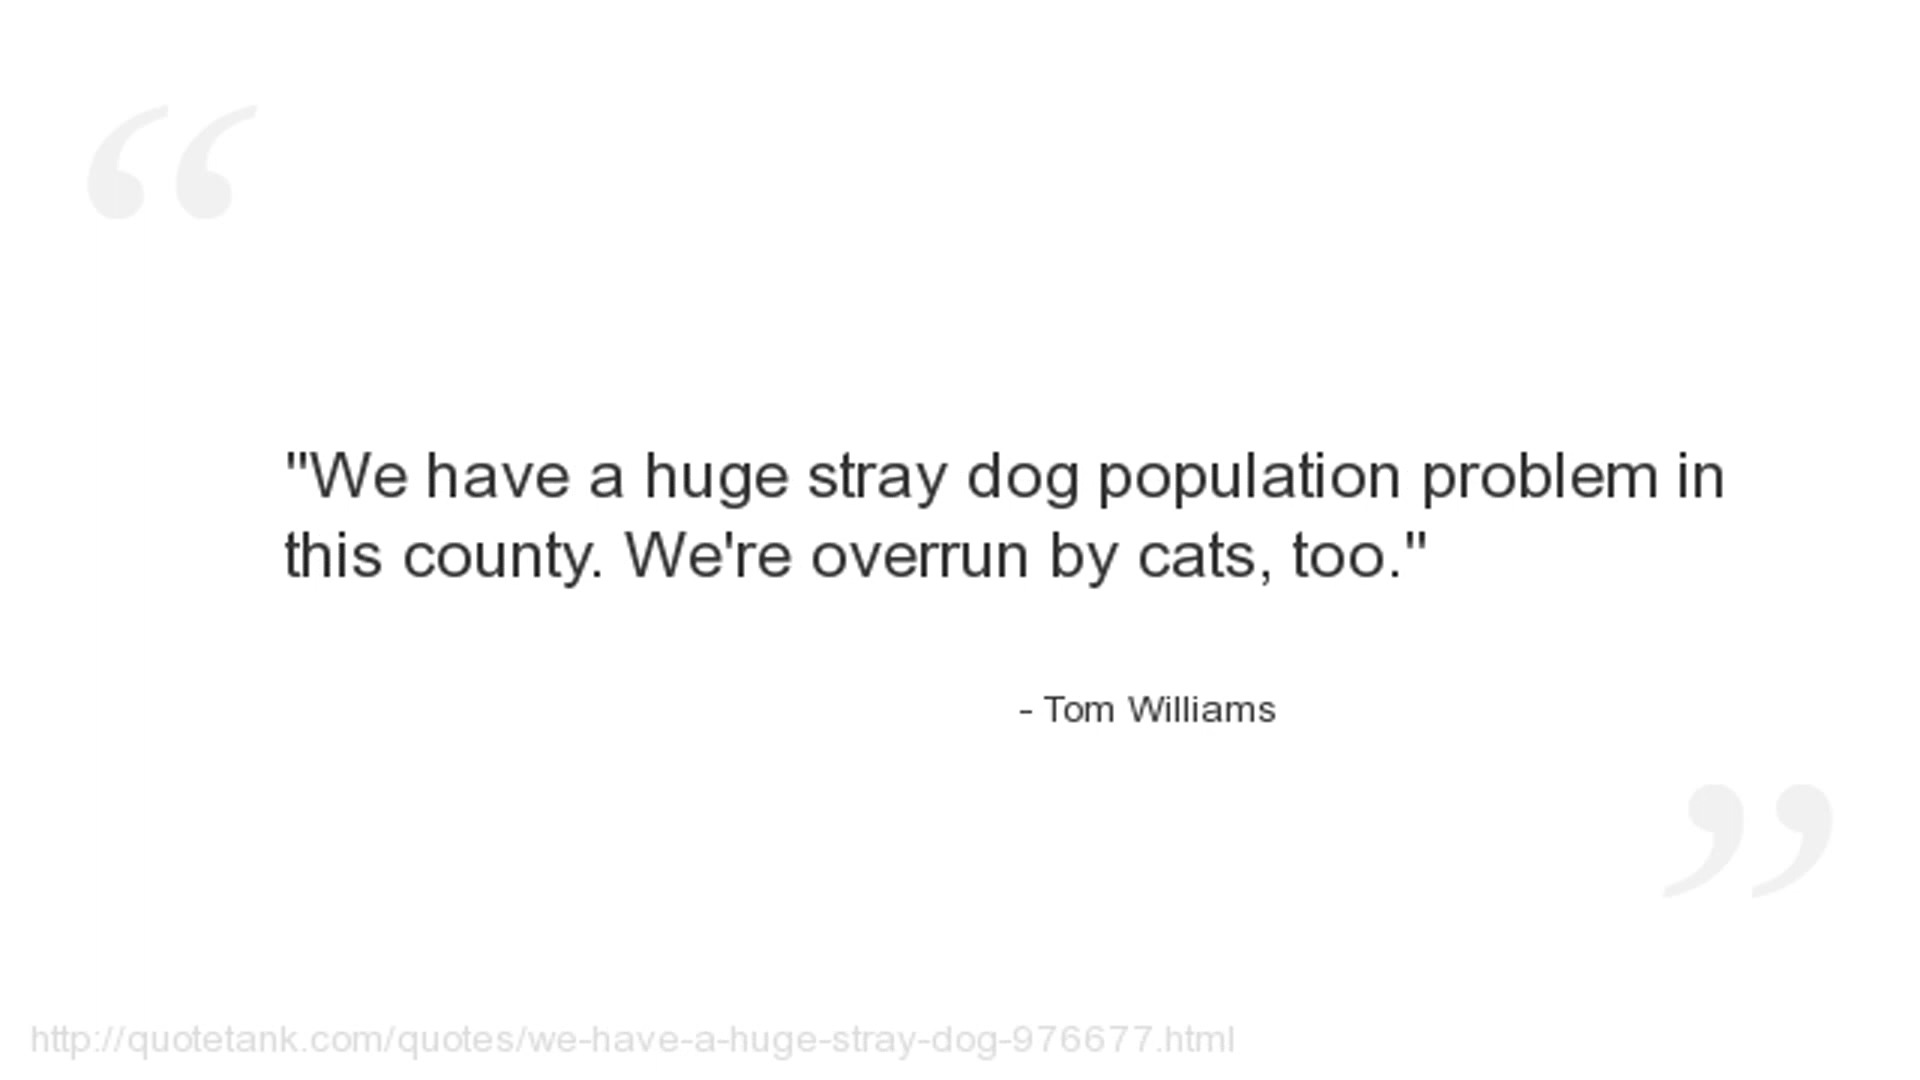 "We have a huge stray dog population problem in
this county. We're overrun by cats, too."
- Tom Williams
http://quotetank.com/quotes/we-have-a-huge-stray-dog-976677.html